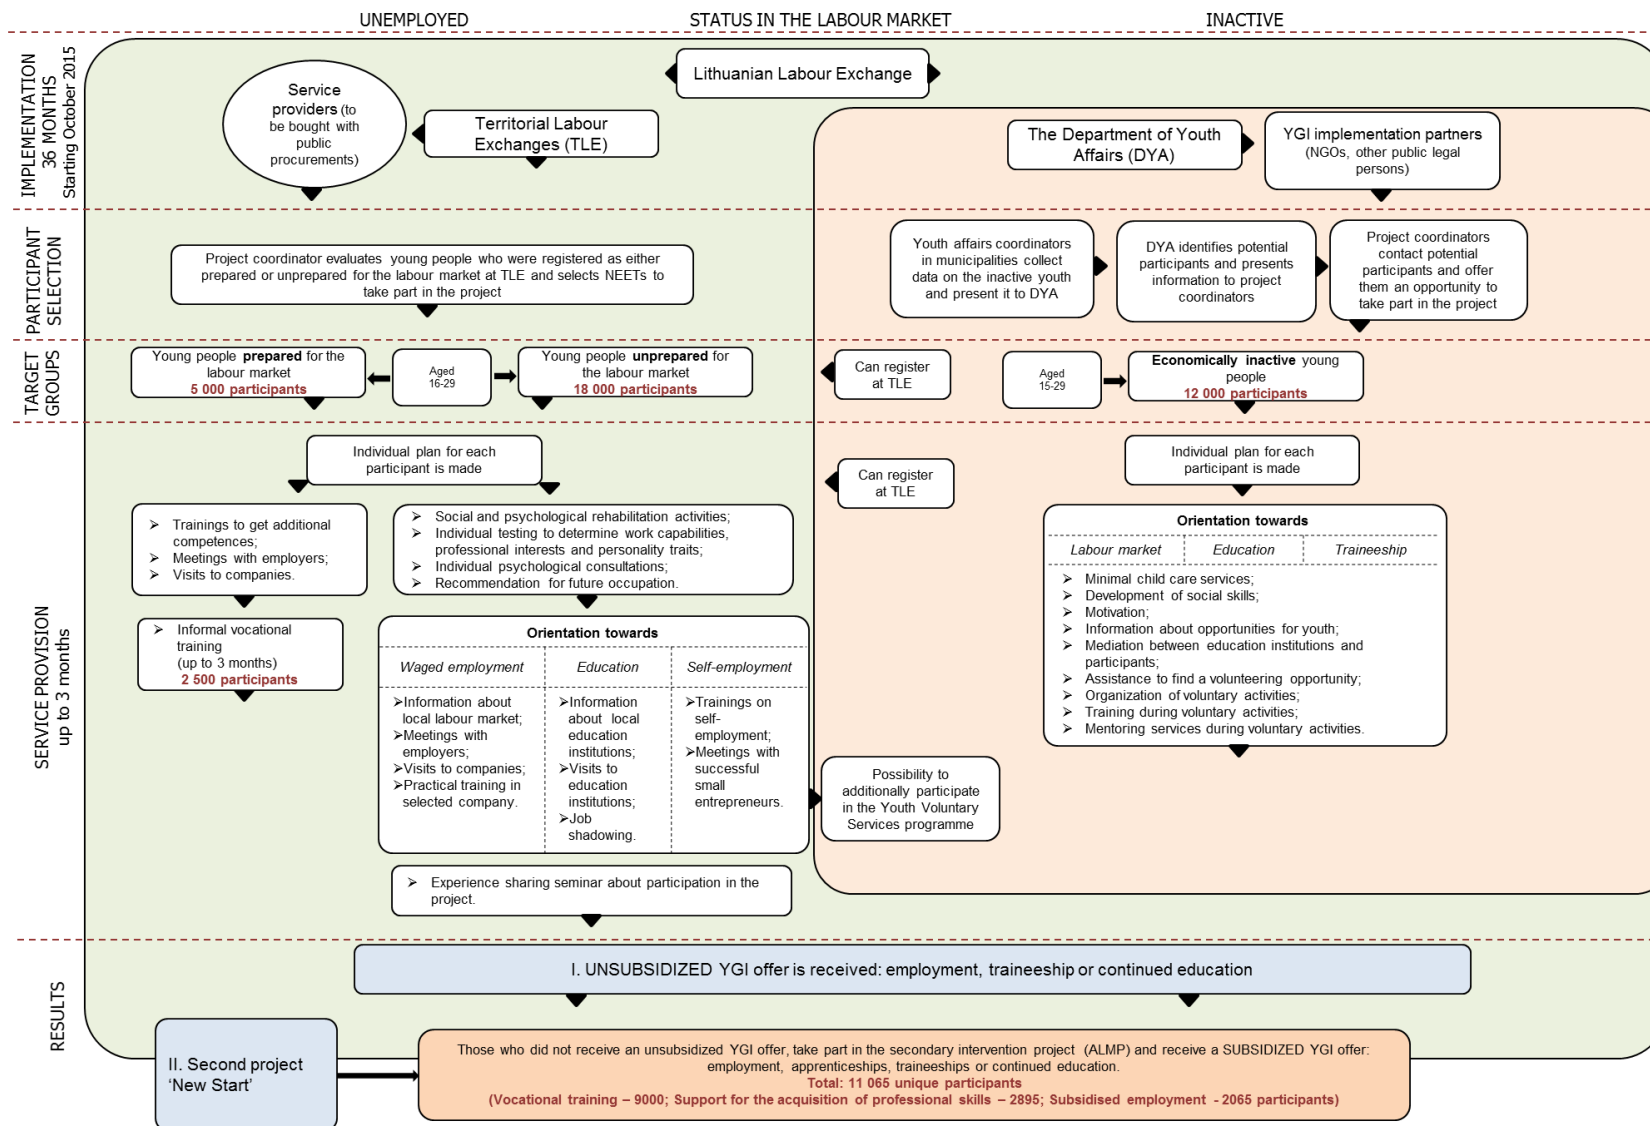 UNEMPLOYED
STATUS IN THE LABOUR MARKET
INACTIVE
IMPLEMENTATION
36 MONTHS
Starting October 2015
Lithuanian Labour Exchange
Service
providers (to
be bought with
public
procurements)
Territorial Labour
Exchanges (TLE)
The Department of Youth
Affairs (DYA)
YGI implementation partners
(NGOs, other public legal
persons)
PARTICIPANT
SELECTION
Project coordinator evaluates young people who were registered as either
prepared or unprepared for the labour market at TLE and selects NEETs to
take part in the project
Youth affairs coordinators
in municipalities collect
data on the inactive youth
and present it to DYA
DYA identifies potential
participants and presents
information to project
coordinators
Project coordinators
contact potential
participants and offer
them an opportunity to
take part in the project
TARGET
GROUPS
Young people prepared for the
labour market
5 000 participants
Aged
16-29
Young people unprepared for
the labour market
18 000 participants
Can register
at TLE
Aged
15-29
Economically inactive young
people
12 000 participants
SERVICE PROVISION
up to 3 months
Individual plan for each
participant is made
Can register
at TLE
Individual plan for each
participant is made
➢ Trainings to get additional
competences;
➢ Meetings with employers;
➢ Visits to companies.
➢ Social and psychological rehabilitation activities;
➢ Individual testing to determine work capabilities,
professional interests and personality traits;
➢ Individual psychological consultations;
➢ Recommendation for future occupation.
➢ Informal vocational
training
(up to 3 months)
2 500 participants
Orientation towards
Waged employment
Education
Self-employment
➢Information about
local labour market;
➢Meetings with
employers;
➢Visits to companies;
➢Practical training in
selected company.
➢Information
about local
education
institutions;
➢Visits to
education
institutions;
➢Job
shadowing.
➢Trainings on
self-
employment;
➢Meetings with
successful
small
entrepreneurs.
Orientation towards
Labour market
Education
Traineeship
➢ Minimal child care services;
➢ Development of social skills;
➢ Motivation;
➢ Information about opportunities for youth;
➢ Mediation between education institutions and
participants;
➢ Assistance to find a volunteering opportunity;
➢ Organization of voluntary activities;
➢ Training during voluntary activities;
➢ Mentoring services during voluntary activities.
Possibility to
additionally participate
in the Youth Voluntary
Services programme
➢ Experience sharing seminar about participation in the
project.
RESULTS
I. UNSUBSIDIZED YGI offer is received: employment, traineeship or continued education
II. Second project
‘New Start’
Those who did not receive an unsubsidized YGI offer, take part in the secondary intervention project (ALMP) and receive a SUBSIDIZED YGI offer:
employment, apprenticeships, traineeships or continued education.
Total: 11 065 unique participants
(Vocational training – 9000; Support for the acquisition of professional skills – 2895; Subsidised employment - 2065 participants)